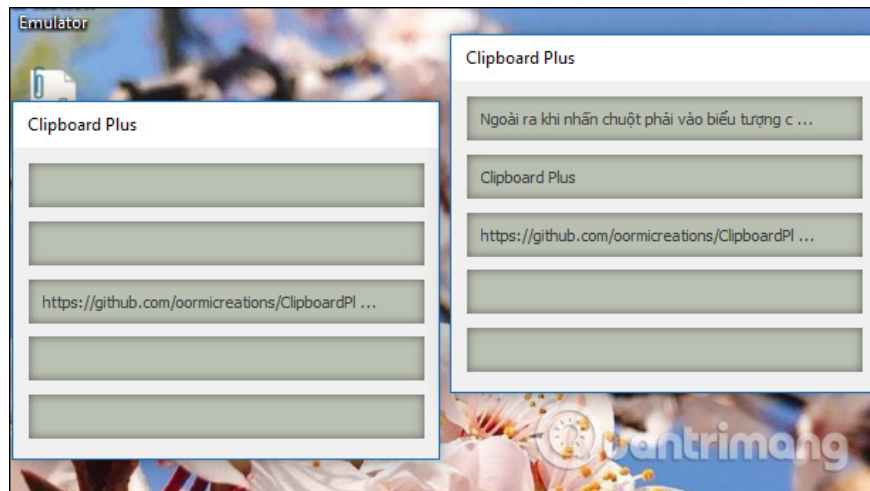 Emulator
Clipboard Plus
https://github.com/oormicreations/ClipboardPl ...
Clipboard Plus
Ngoài ra khi nhấn chuột phải vào biểu tượng c ...
Clipboard Plus
https://github.com/oormicreations/ClipboardPl ...
Quantrimang